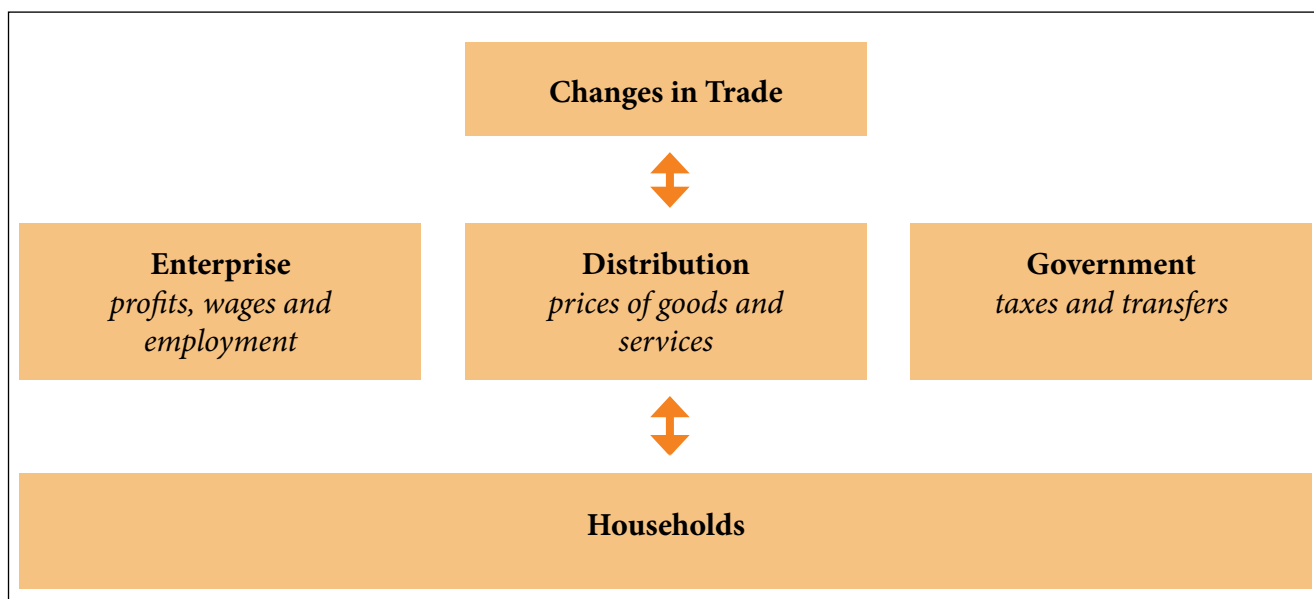 Changes in Trade
Enterprise
profits, wages and
employment
Distribution
prices of goods and
services
Government
taxes and transfers
Households